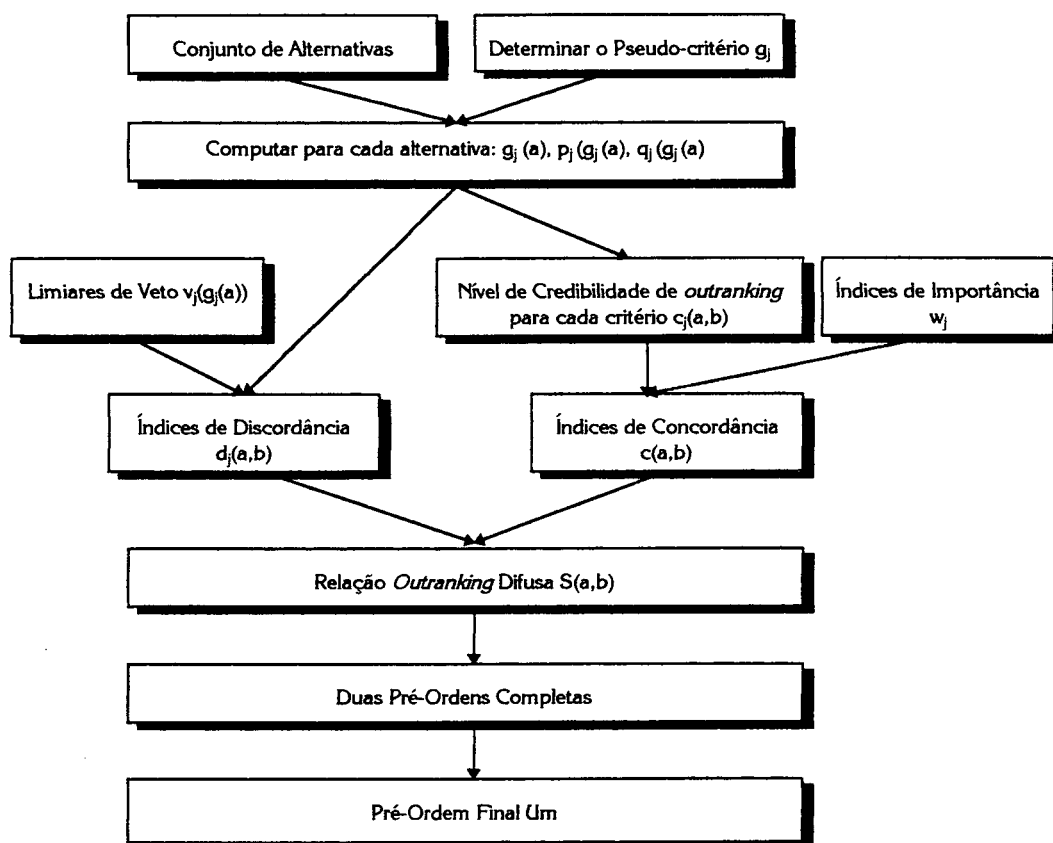 Conjunto de Alternativas
Determinar o Pseudo-critério gj
Computar para cada alternativa: gj (a), pj (gj (a), qj (gj (a)
Limiares de Veto vj(gj(a))
Nível de Credibilidade de outranking
para cada critério cj(a,b)
Índices de Importância
wj
Índices de Discordância
dj(a,b)
Índices de Concordância
c(a,b)
Relação Outranking Difusa S(a,b)
Duas Pré-Ordens Completas
Pré-Ordem Final Um